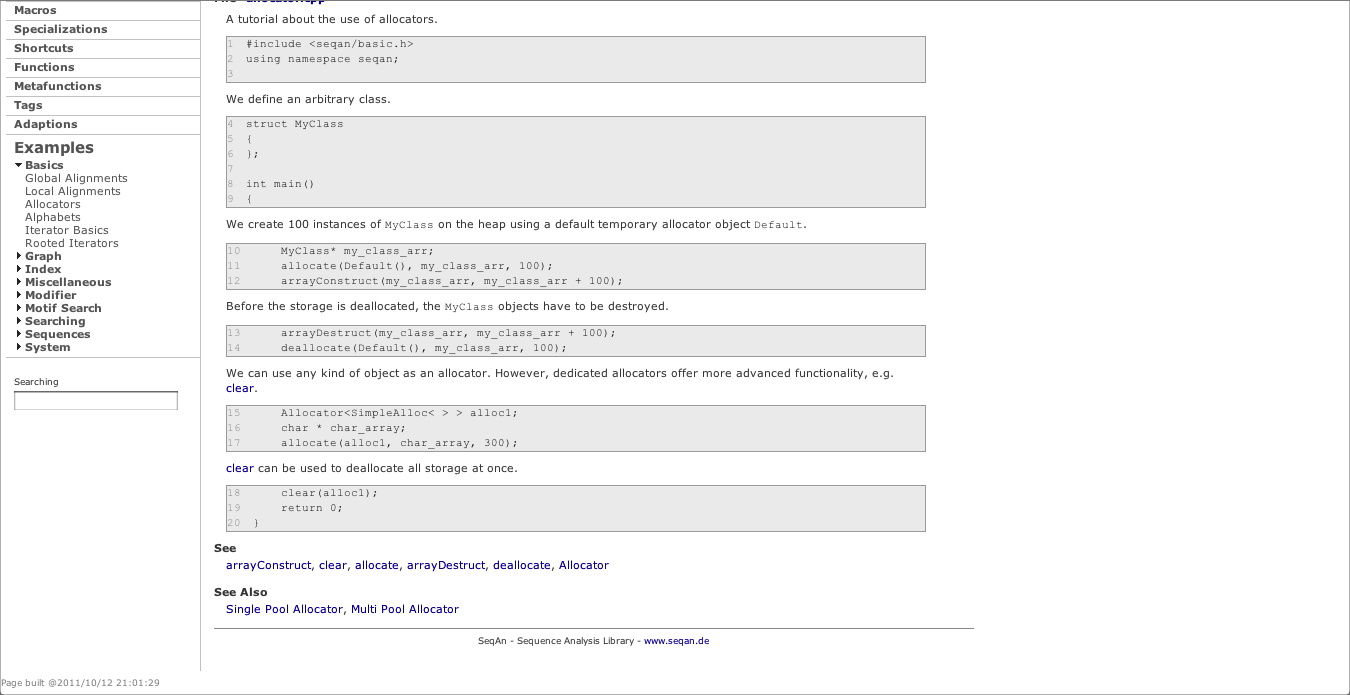 Macros
Specializations
Shortcuts
Functions
Metafunctions
Tags
Adaptions
Examples
Basics
Global Alignments
Local Alignments
Allocators
Alphabets
Iterator Basics
Rooted Iterators
Graph
Index
Miscellaneous
Modifier
Motif Search
Searching
Sequences
System
Searching
A tutorial about the use of allocators.
1 #include <seqan/basic.h>
2 using namespace seqan;
3
We define an arbitrary class.
4 struct MyClass
5 {
6 };
7
8 int main()
9 {
We create 100 instances of MyClass on the heap using a default temporary allocator object Default.
10 MyClass* my_class_arr;
11 allocate(Default(), my_class_arr, 100);
12 arrayConstruct(my_class_arr, my_class_arr + 100);
Before the storage is deallocated, the MyClass objects have to be destroyed.
13 arrayDestruct(my_class_arr, my_class_arr + 100);
14 deallocate(Default(), my_class_arr, 100);
We can use any kind of object as an allocator. However, dedicated allocators offer more advanced functionality, e.g.
clear.
15 Allocator<SimpleAlloc< > > alloc1;
16 char * char_array;
17 allocate(alloc1, char_array, 300);
clear can be used to deallocate all storage at once.
18 clear(alloc1);
19 return 0;
20 }
See
arrayConstruct, clear, allocate, arrayDestruct, deallocate, Allocator
See Also
Single Pool Allocator, Multi Pool Allocator
SeqAn - Sequence Analysis Library - www.seqan.de
Page built @2011/10/12 21:01:29